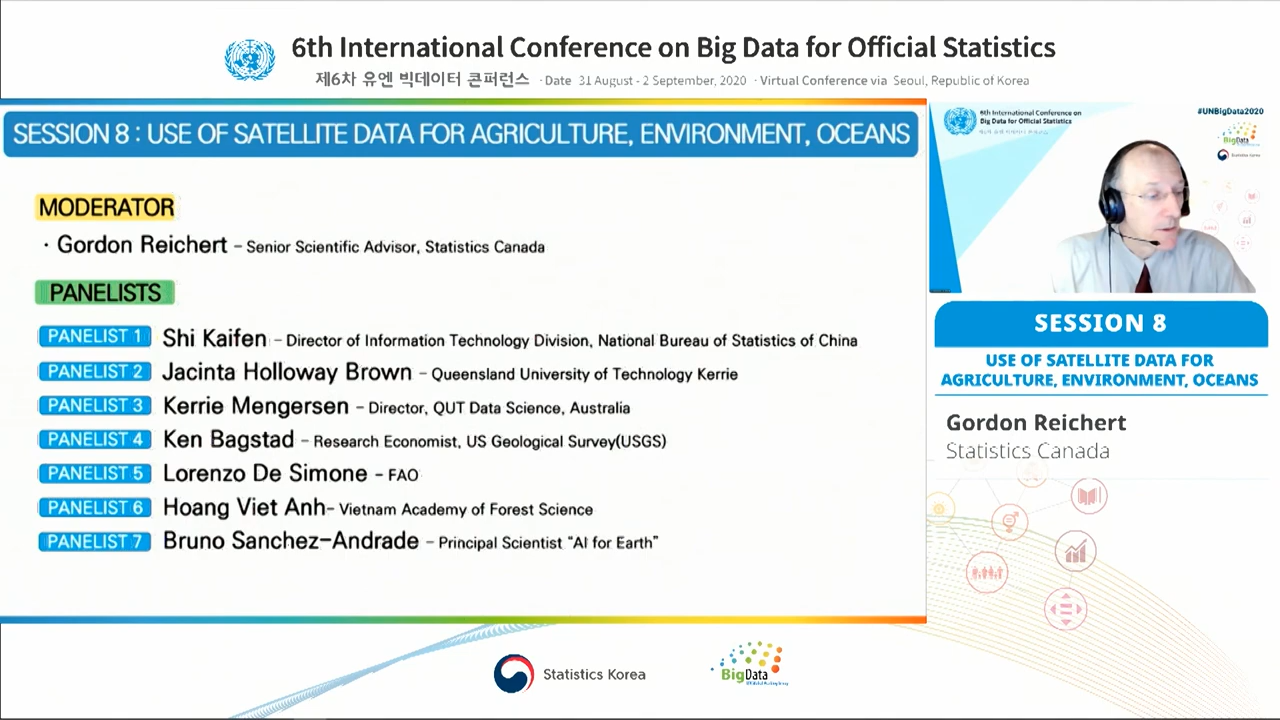 6th International Conference on Big Data for Official Statistics
제6차 유엔 빅데이터 콘퍼런스 · Date 31 August - 2 September, 2020 · Virtual Conference via Seoul, Republic of Korea
SESSION 8 : USE OF SATELLITE DATA FOR AGRICULTURE, ENVIRONMENT, OCEANS
MODERATOR
· Gordon Reichert – Senior Scientific Advisor, Statistics Canada
PANELISTS
PANELIST 1 Shi Kaifen – Director of Information Technology Division, National Bureau of Statistics of China
PANELIST 2 Jacinta Holloway Brown – Queensland University of Technology Kerrie
PANELIST 3 Kerrie Mengersen – Director, QUT Data Science, Australia
PANELIST 4 Ken Bagstad – Research Economist, US Geological Survey(USGS)
PANELIST 5 Lorenzo De Simone – FAO
PANELIST 6 Hoang Viet Anh– Vietnam Academy of Forest Science
PANELIST 7 Bruno Sanchez–Andrade – Principal Scientist “AI for Earth”
6th International Conference on
Big Data for Official Statistics
#UNBigData2020
BigData
Statistics Korea
SESSION 8
USE OF SATELLITE DATA FOR
AGRICULTURE, ENVIRONMENT, OCEANS
Gordon Reichert
Statistics Canada
Statistics Korea
BigData